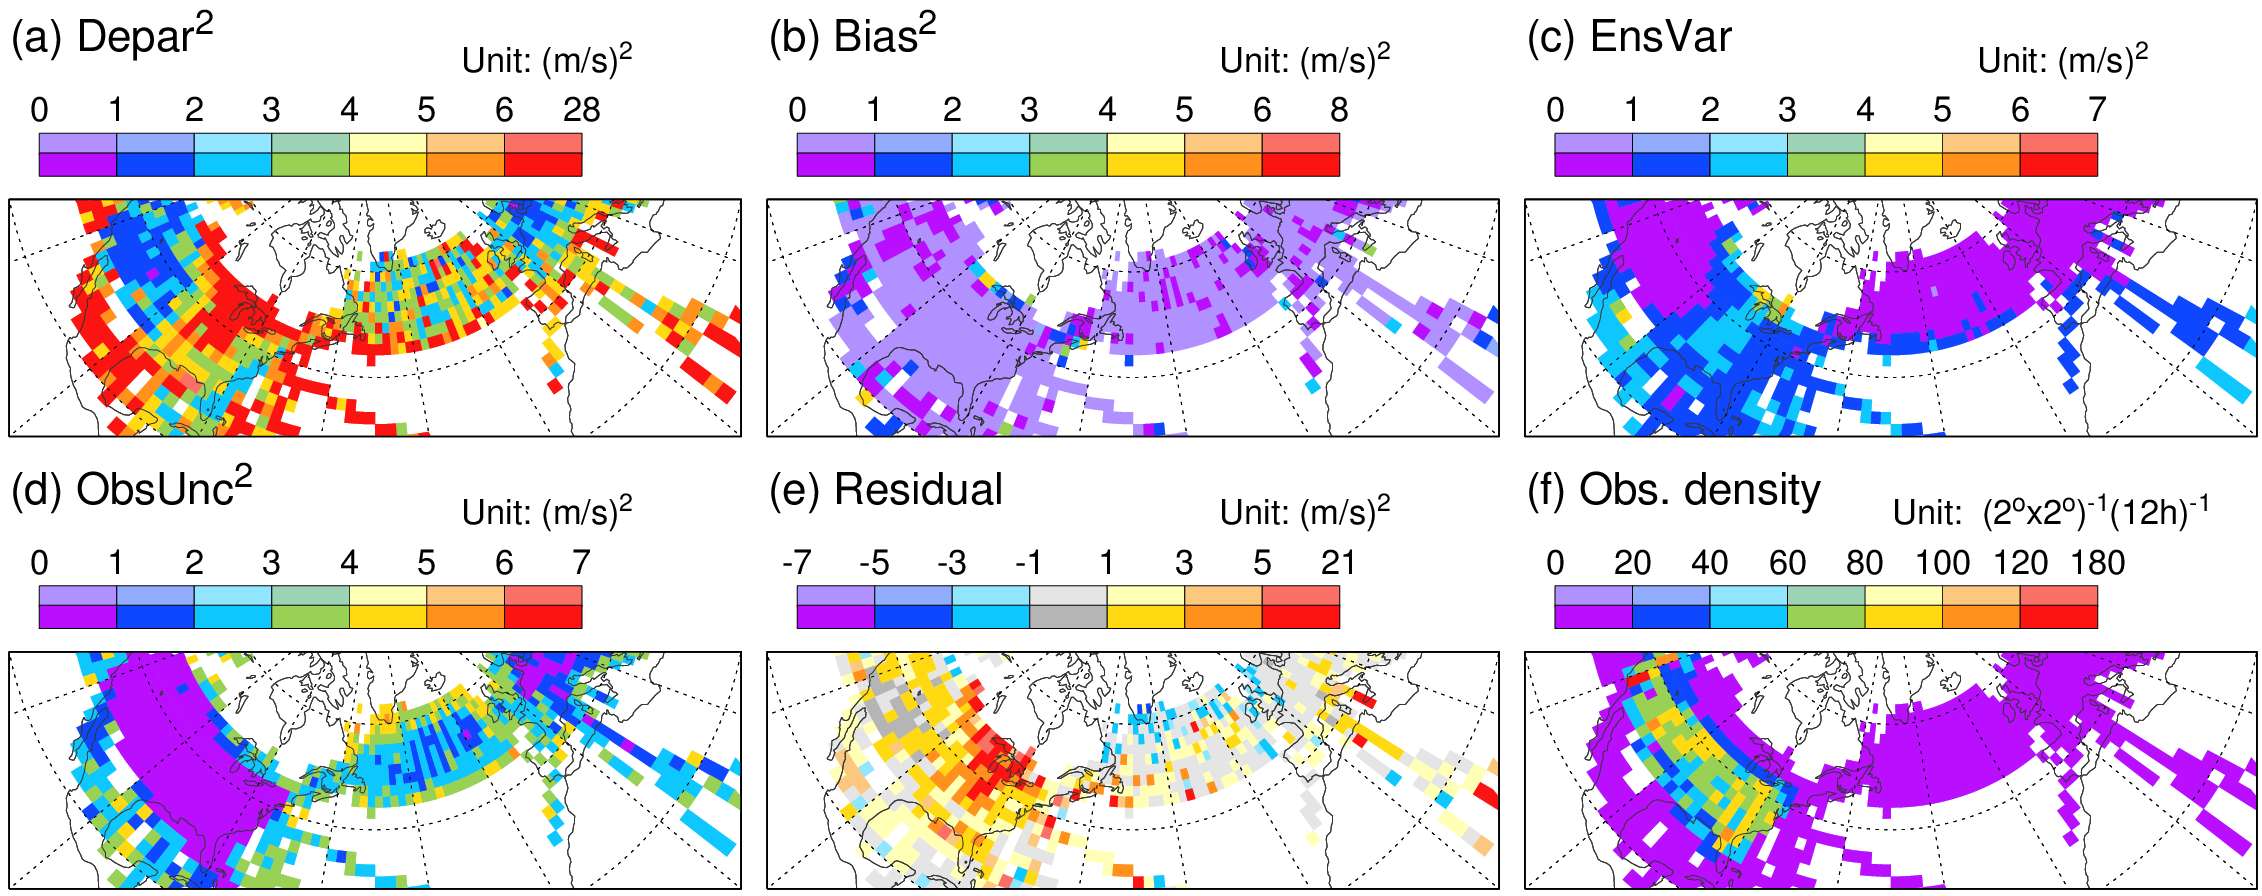 (a) Depar²
Unit: (m/s)²
0 1 2 3 4 5 6 28
(b) Bias²
Unit: (m/s)²
0 1 2 3 4 5 6 8
(c) EnsVar
Unit: (m/s)²
0 1 2 3 4 5 6 7
(d) ObsUnc²
Unit: (m/s)²
0 1 2 3 4 5 6 7
(e) Residual
Unit: (m/s)²
-7 -5 -3 -1 1 3 5 21
(f) Obs. density
Unit: (2ºx2º)⁻¹(12h)⁻¹
0 20 40 60 80 100 120 180